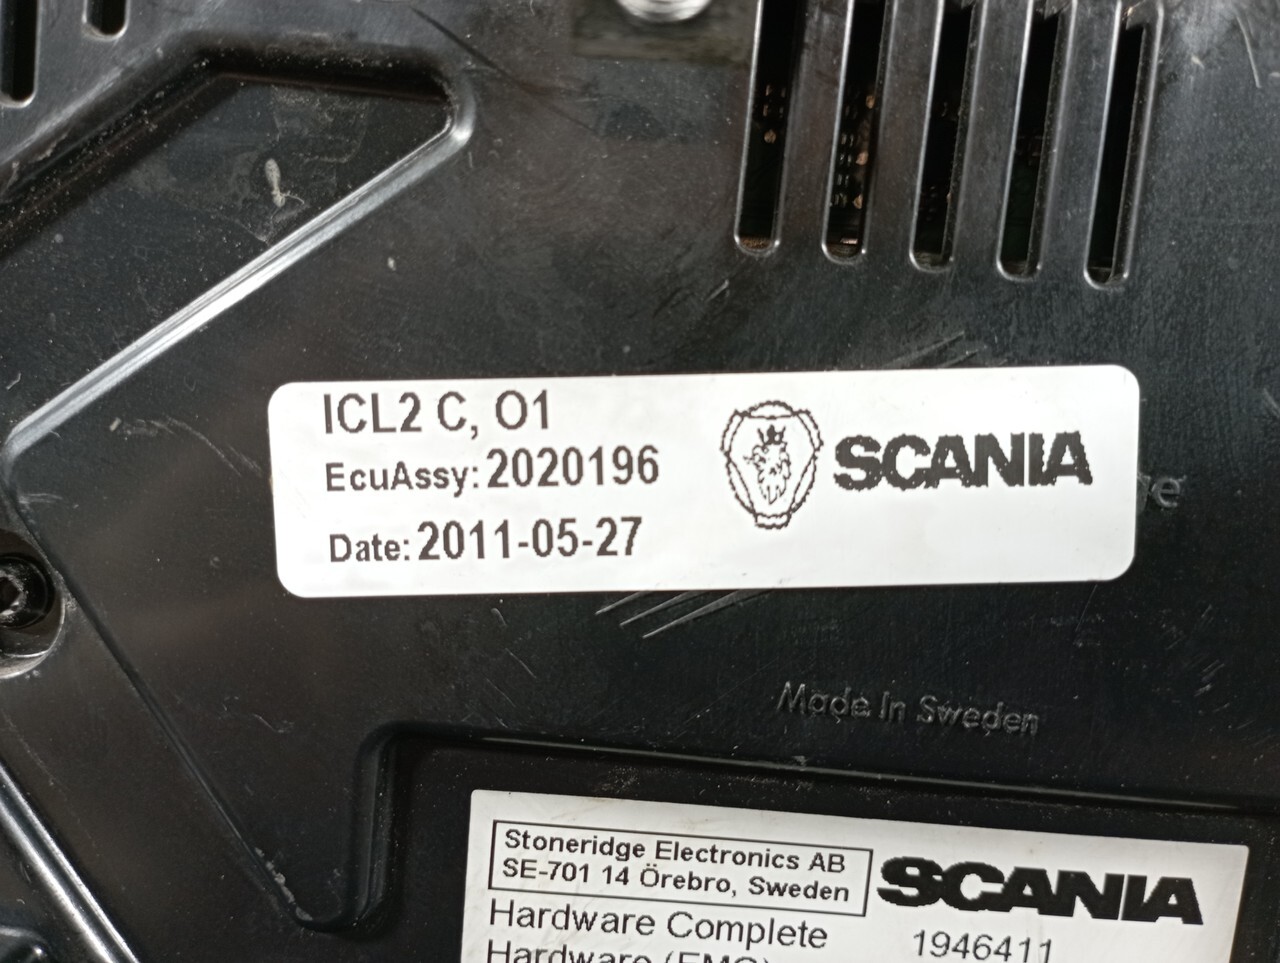 ICL2 C, O1
EcuAssy: 2020196
Date: 2011-05-27
SCANIA
Made In Sweden
Stoneridge Electronics AB
SE-701 14 Örebro, Sweden
SCANIA
Hardware Complete 1946411
Hardware